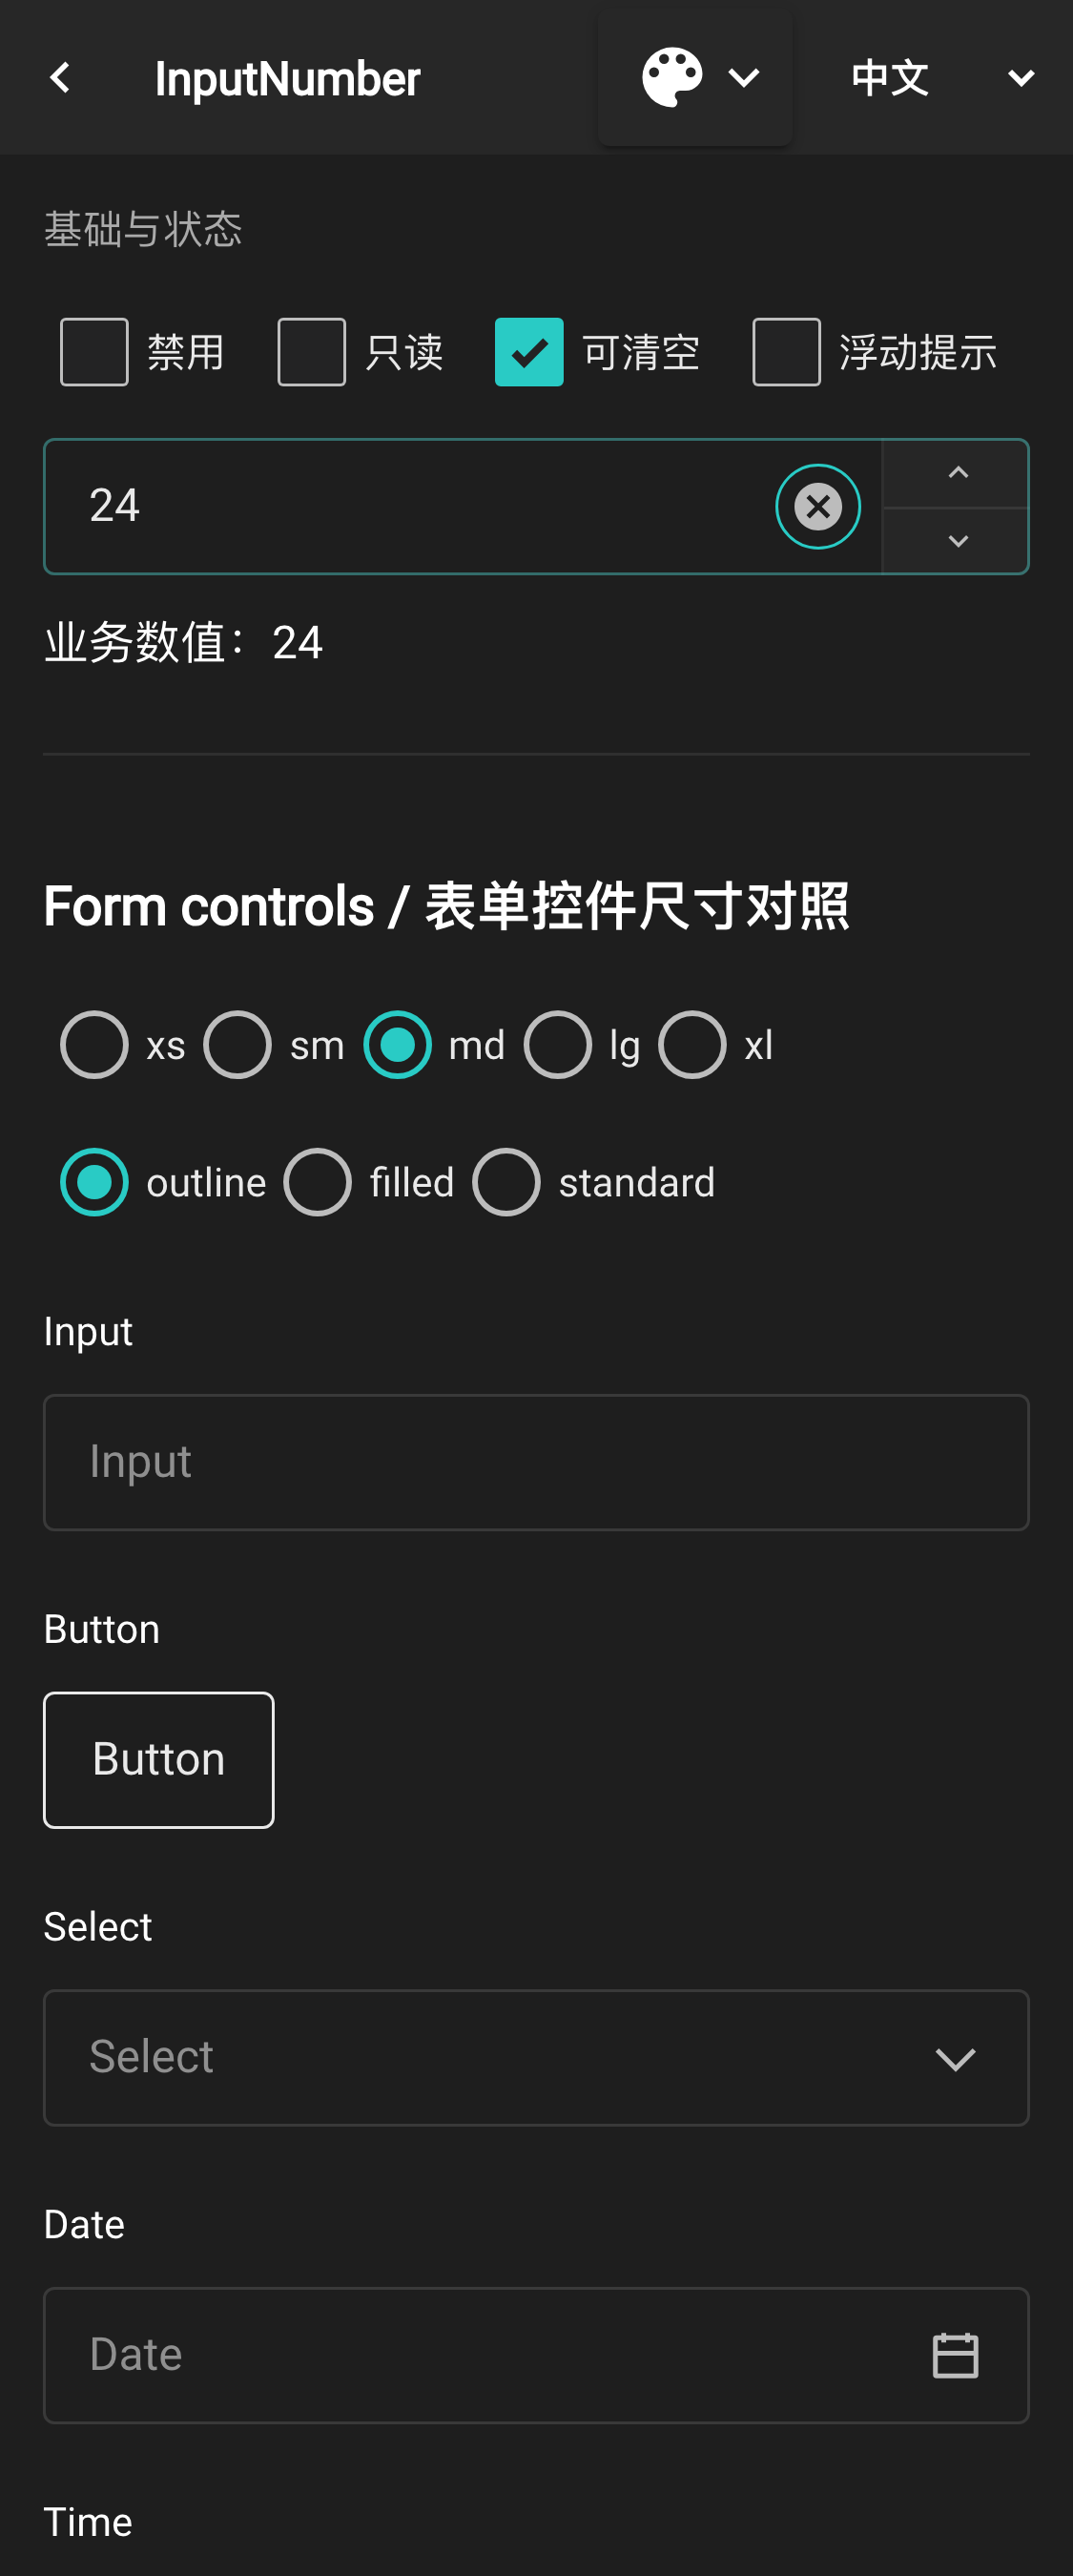 InputNumber 中文
基础与状态
禁用 只读 可清空 浮动提示
24
业务数值：24
Form controls / 表单控件尺寸对照
xs sm md lg xl
outline filled standard
Input
Input
Button
Button
Select
Select
Date
Date
Time